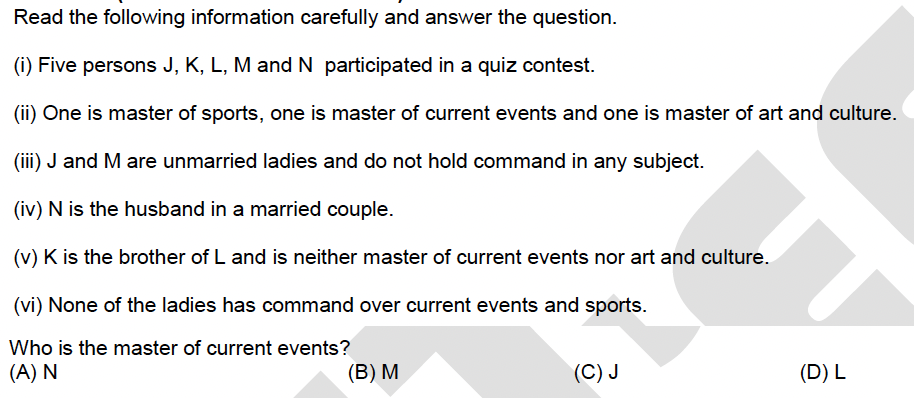 Read the following information carefully and answer the question.
(i) Five persons J, K, L, M and N participated in a quiz contest.
(ii) One is master of sports, one is master of current events and one is master of art and culture.
(iii) J and M are unmarried ladies and do not hold command in any subject.
(iv) N is the husband in a married couple.
(v) K is the brother of L and is neither master of current events nor art and culture.
(vi) None of the ladies has command over current events and sports.
Who is the master of current events?
(A) N (B) M (C) J (D) L